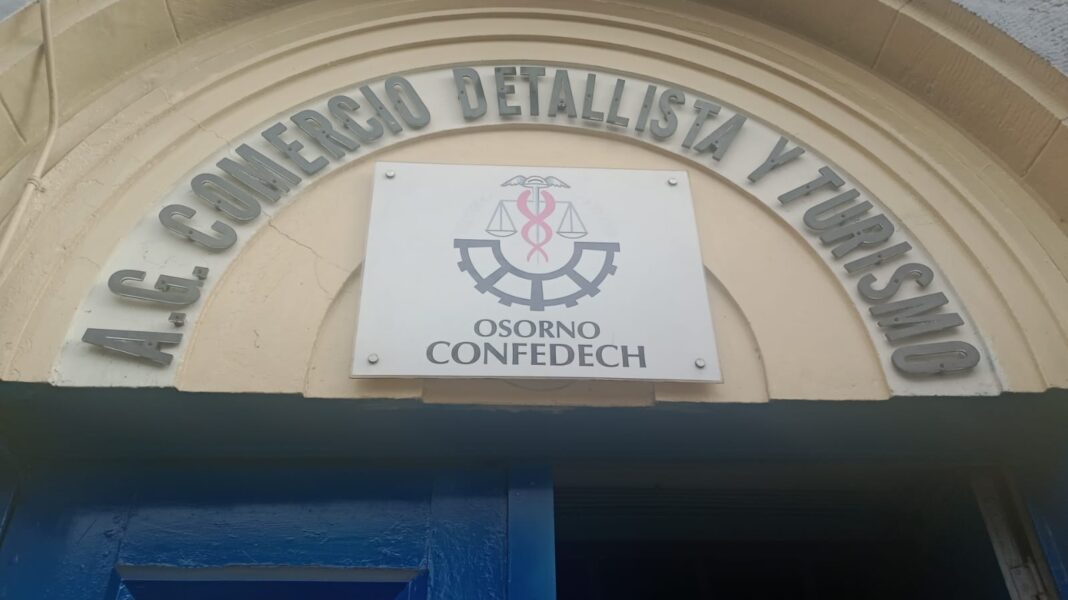 A.G. COMERCIO DETALLISTA Y TURISMO
OSORNO
CONFEDECH